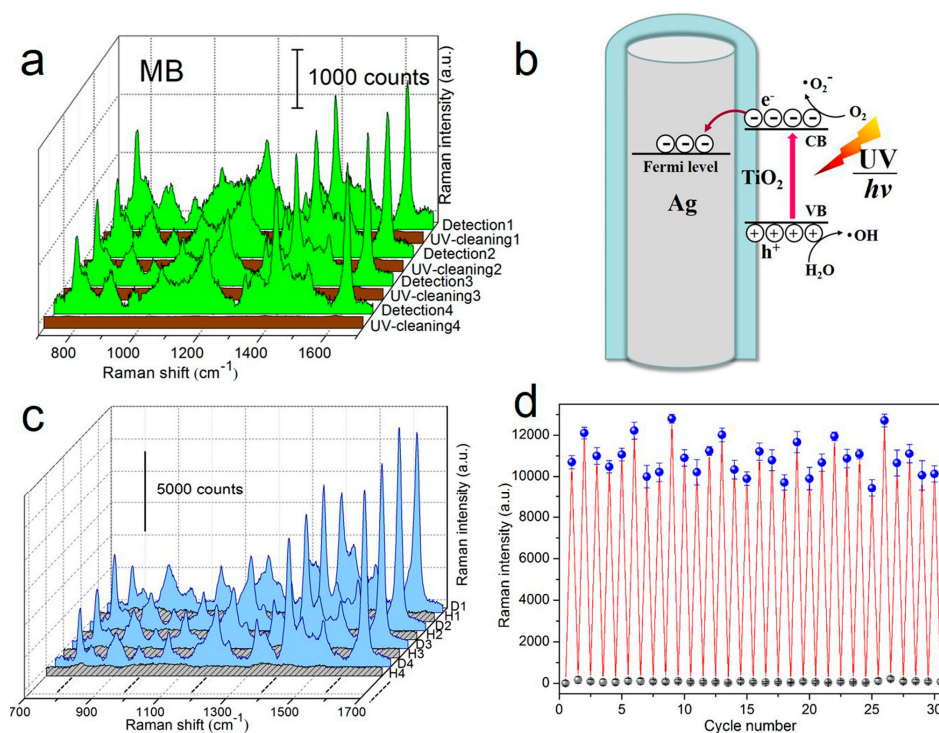 a
MB
1000 counts
Raman intensity (a.u.)
Detection1
UV-cleaning1
Detection2
UV-cleaning2
Detection3
UV-cleaning3
Detection4
UV-cleaning4
800 1000 1200 1400 1600
Raman shift (cm⁻¹)
b
e⁻
·O₂⁻
O₂
CB
Fermi level
Ag
TiO₂
UV
hν
VB
h⁺
·OH
H₂O
c
5000 counts
Raman intensity (a.u.)
D1
H1
D2
H2
D3
H3
D4
H4
700 900 1100 1300 1500 1700
Raman shift (cm⁻¹)
d
Raman intensity (a.u.)
12000
10000
8000
6000
4000
2000
0
0 5 10 15 20 25 30
Cycle number